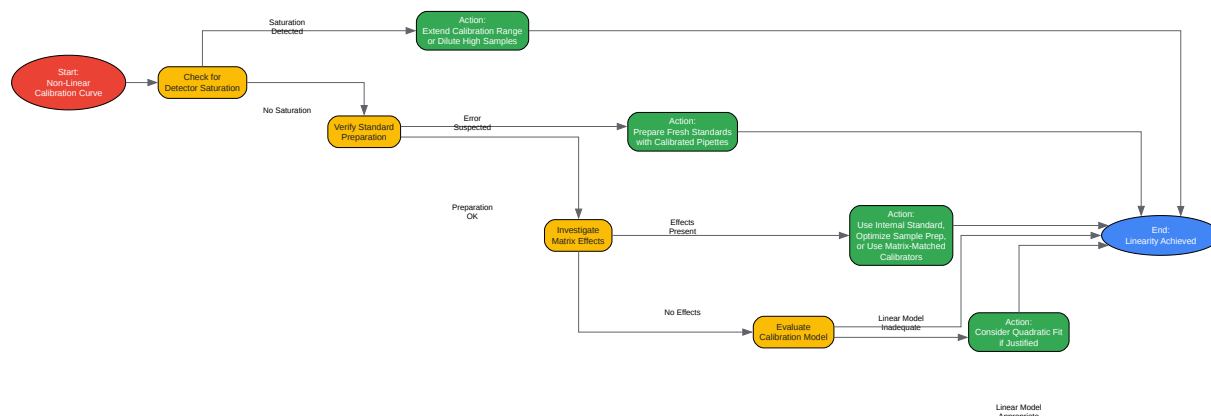 Saturation
Detected
Action:
Extend Calibration Range
or Dilute High Samples
Start:
Non-Linear
Calibration Curve
Check for
Detector Saturation
No Saturation
Verify Standard
Preparation
Error
Suspected
Action:
Prepare Fresh Standards
with Calibrated Pipettes
Preparation
OK
Investigate
Matrix Effects
Effects
Present
Action:
Use Internal Standard,
Optimize Sample Prep,
or Use Matrix-Matched
Calibrators
End:
Linearity Achieved
No Effects
Evaluate
Calibration Model
Linear Model
Inadequate
Action:
Consider Quadratic Fit
if Justified
Linear Model
Appropriate